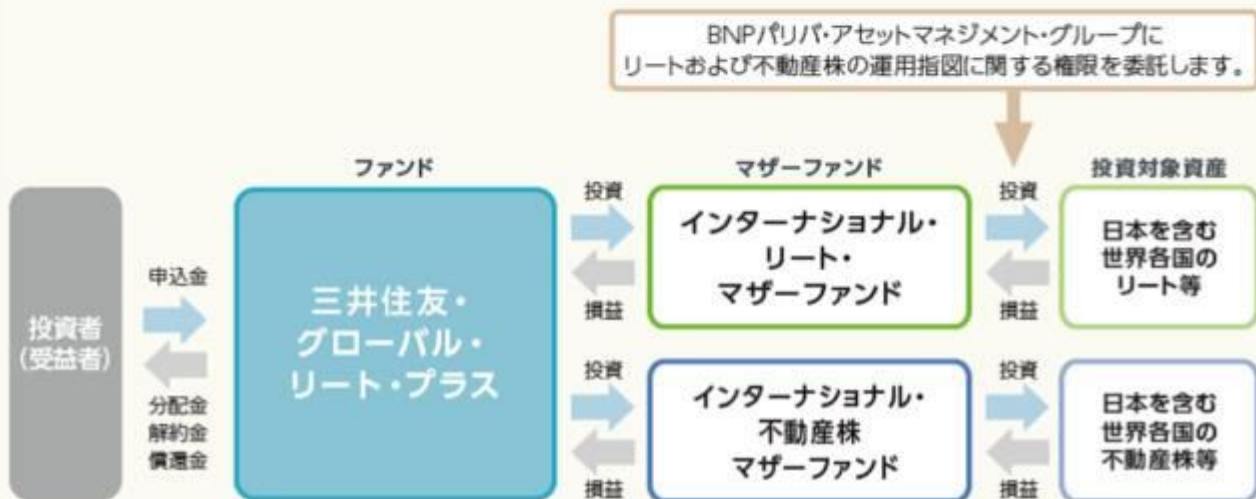 BNPパリバ・アセットマネジメント・グループに
リートおよび不動産株の運用指図に関する権限を委託します。
ファンド
マザーファンド
投資対象資産
投資者
(受益者)
申込金
分配金
解約金
償還金
三井住友・
グローバル・
リート・プラス
投資
損益
インターナショナル・
リート・
マザーファンド
投資
損益
日本を含む
世界各国の
リート等
投資
損益
インターナショナル・
不動産株
マザーファンド
投資
損益
日本を含む
世界各国の
不動産株等